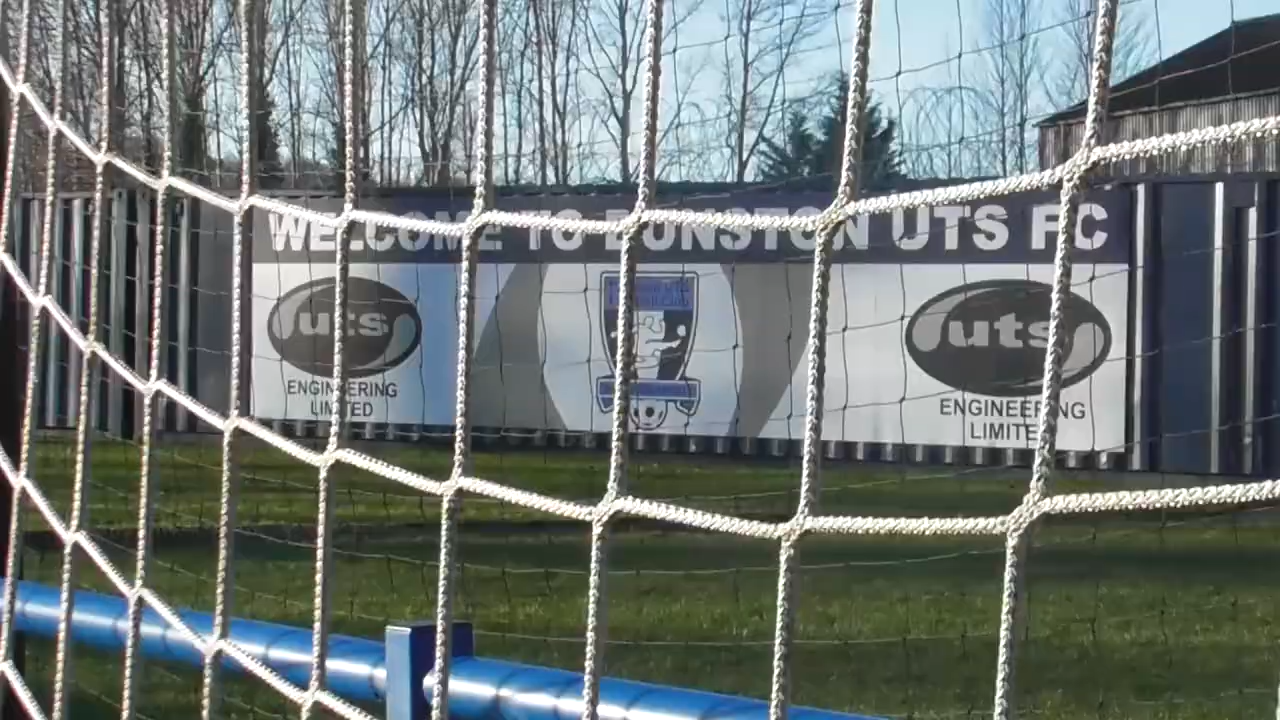 WELCOME TO DUNSTON UTS FC
uts
ENGINEERING
LIMITED
uts
ENGINEERING
LIMITED